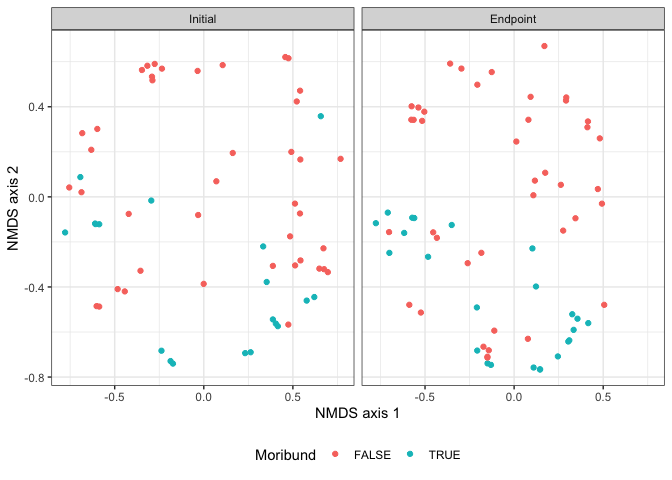 Initial
Endpoint
NMDS axis 2
0.4
0.0
-0.4
-0.8
-0.5
0.0
0.5
-0.5
0.0
0.5
NMDS axis 1
Moribund
FALSE
TRUE